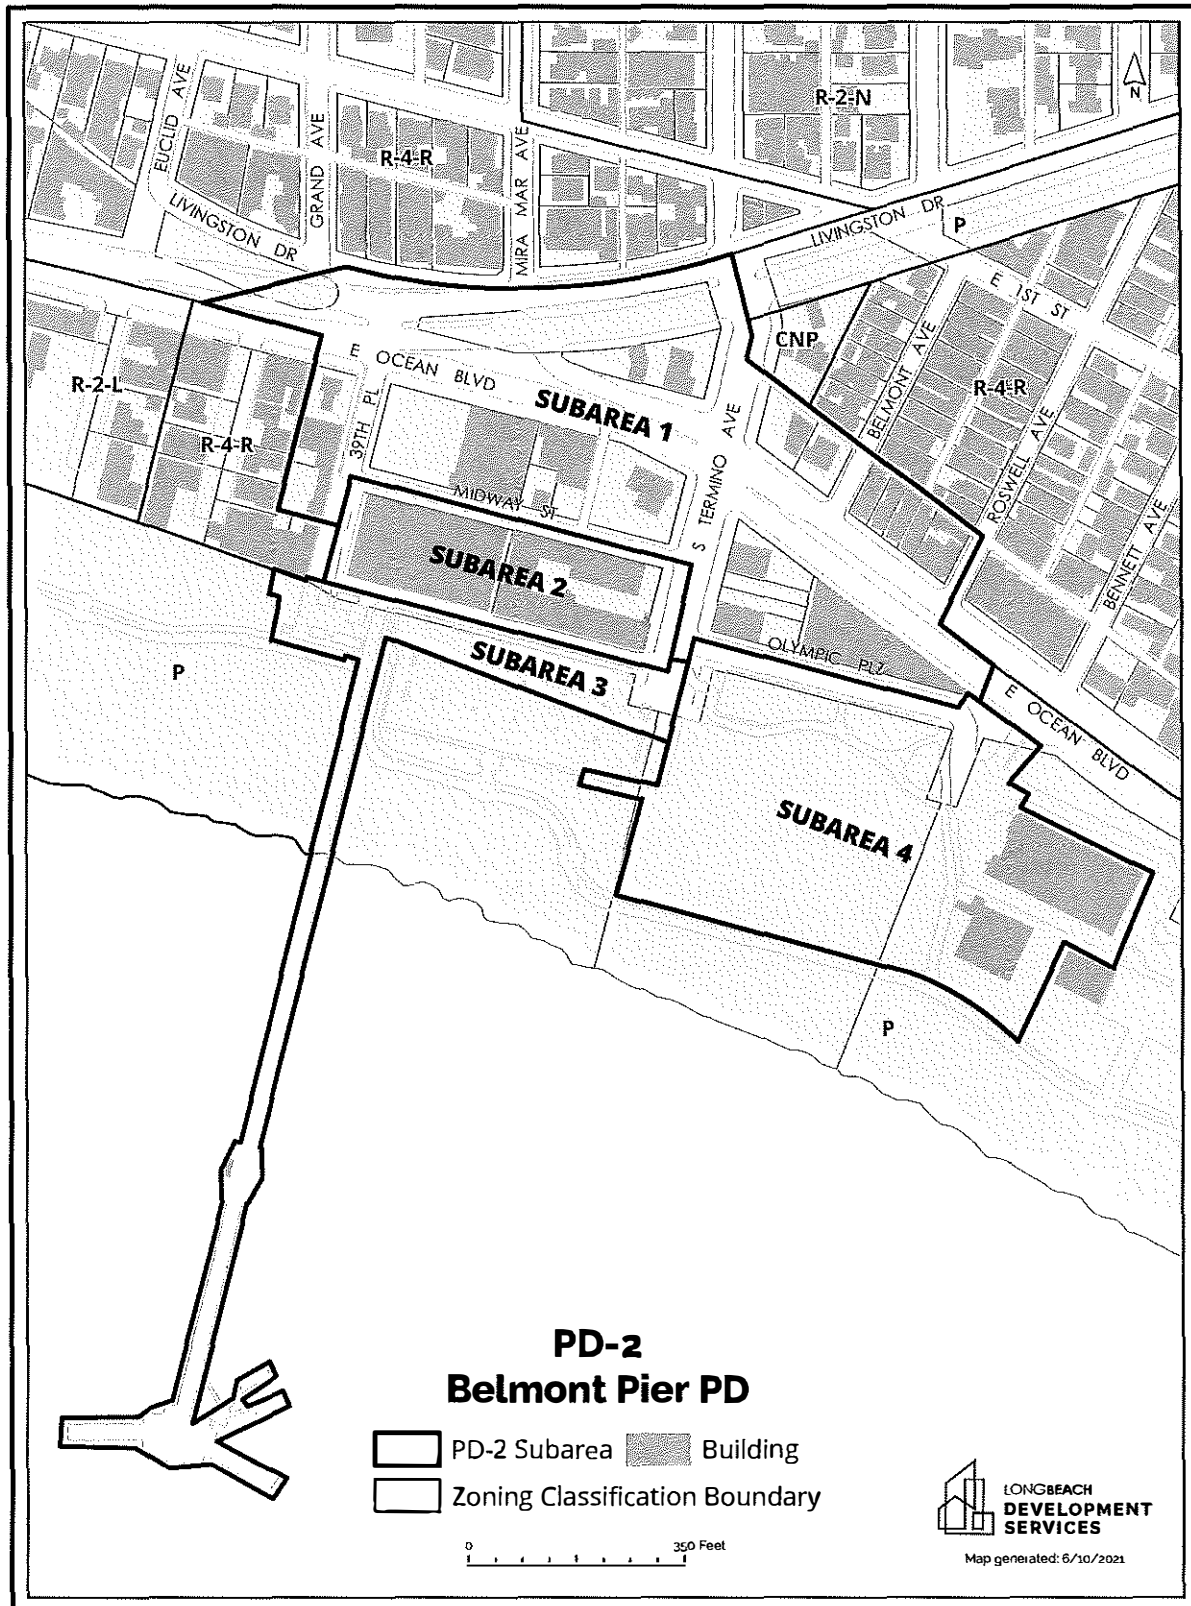 N
R-2-N
EUCLID AVE
GRAND AVE
R-4-R
MIRA MAR AVE
LIVINGSTON DR
LIVINGSTON DR
P
E 1ST ST
CNP
E OCEAN BLVD
R-2-L
R-4-R
39TH PL
SUBAREA 1
S TERMINO AVE
BELMONT AVE
R-4-R
ROSWELL AVE
BENNETT AVE
MIDWAY ST
SUBAREA 2
OLYMPIC PLZ
SUBAREA 3
P
E OCEAN BLVD
SUBAREA 4
P
PD-2
Belmont Pier PD
PD-2 Subarea
Building
Zoning Classification Boundary
0 350 Feet
LONGBEACH
DEVELOPMENT
SERVICES
Map generated: 6/10/2021